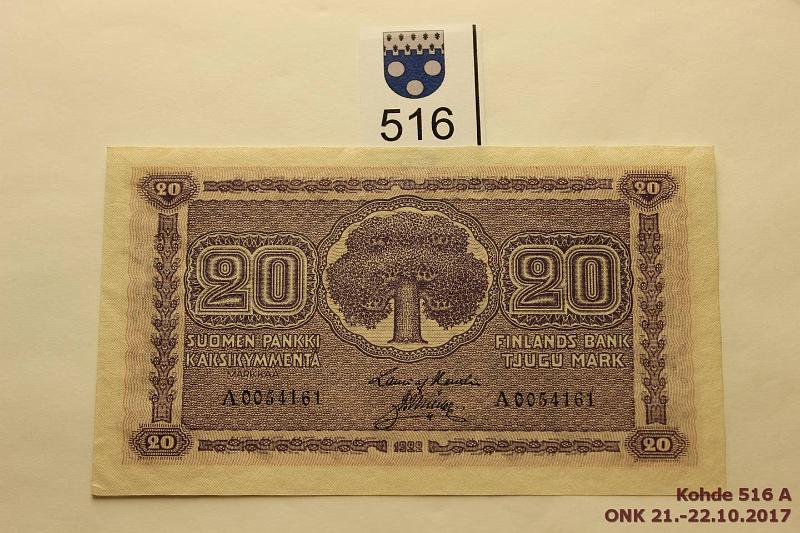 516
20 20
20 20
SUOMEN PANKKI FINLANDS BANK
KAKSIKYMMENTÄ TJUGU MARK
MARKKAA
A0054161 A0054161
20 1922 20
Kohde 516 A
ONK 21.-22.10.2017